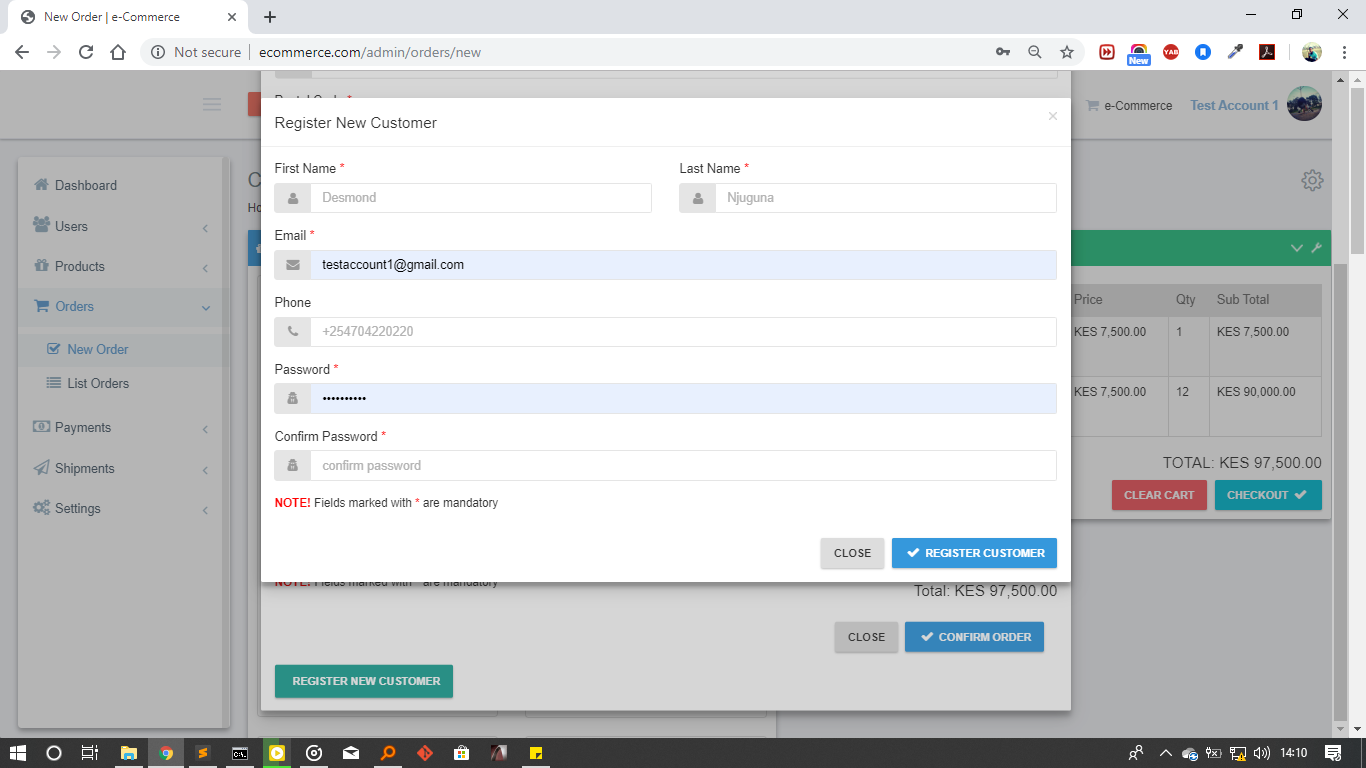 New Order | e-Commerce
Not secure
ecommerce.com/admin/orders/new
YAB
New
e-Commerce
Test Account 1
Register New Customer
First Name *
Last Name *
Desmond
Njuguna
Email *
testaccount1@gmail.com
Phone
+254704220220
Password *
••••••••••
Confirm Password *
confirm password
NOTE! Fields marked with * are mandatory
CLOSE
REGISTER CUSTOMER
Dashboard
Users
Products
Orders
New Order
List Orders
Payments
Shipments
Settings
Price Qty Sub Total
KES 7,500.00 1 KES 7,500.00
KES 7,500.00 12 KES 90,000.00
TOTAL: KES 97,500.00
CLEAR CART
CHECKOUT
NOTE! Fields marked with * are mandatory
Total: KES 97,500.00
CLOSE
CONFIRM ORDER
REGISTER NEW CUSTOMER
14:10